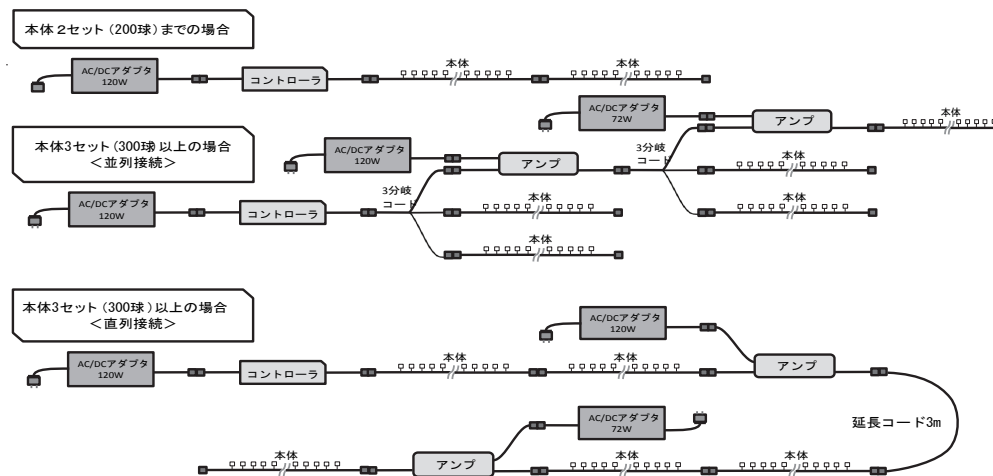 本体２セット（200球）までの場合
AC/DCアダプタ
120W
コントローラ
本体
本体
AC/DCアダプタ
72W
アンプ
本体
本体3セット（300球）以上の場合
＜並列接続＞
AC/DCアダプタ
120W
アンプ
3分岐
コード
本体
AC/DCアダプタ
120W
コントローラ
3分岐
コード
本体
本体
本体
本体3セット（300球）以上の場合
＜直列接続＞
AC/DCアダプタ
120W
AC/DCアダプタ
120W
コントローラ
本体
本体
アンプ
延長コード3m
AC/DCアダプタ
72W
本体
アンプ
本体
本体